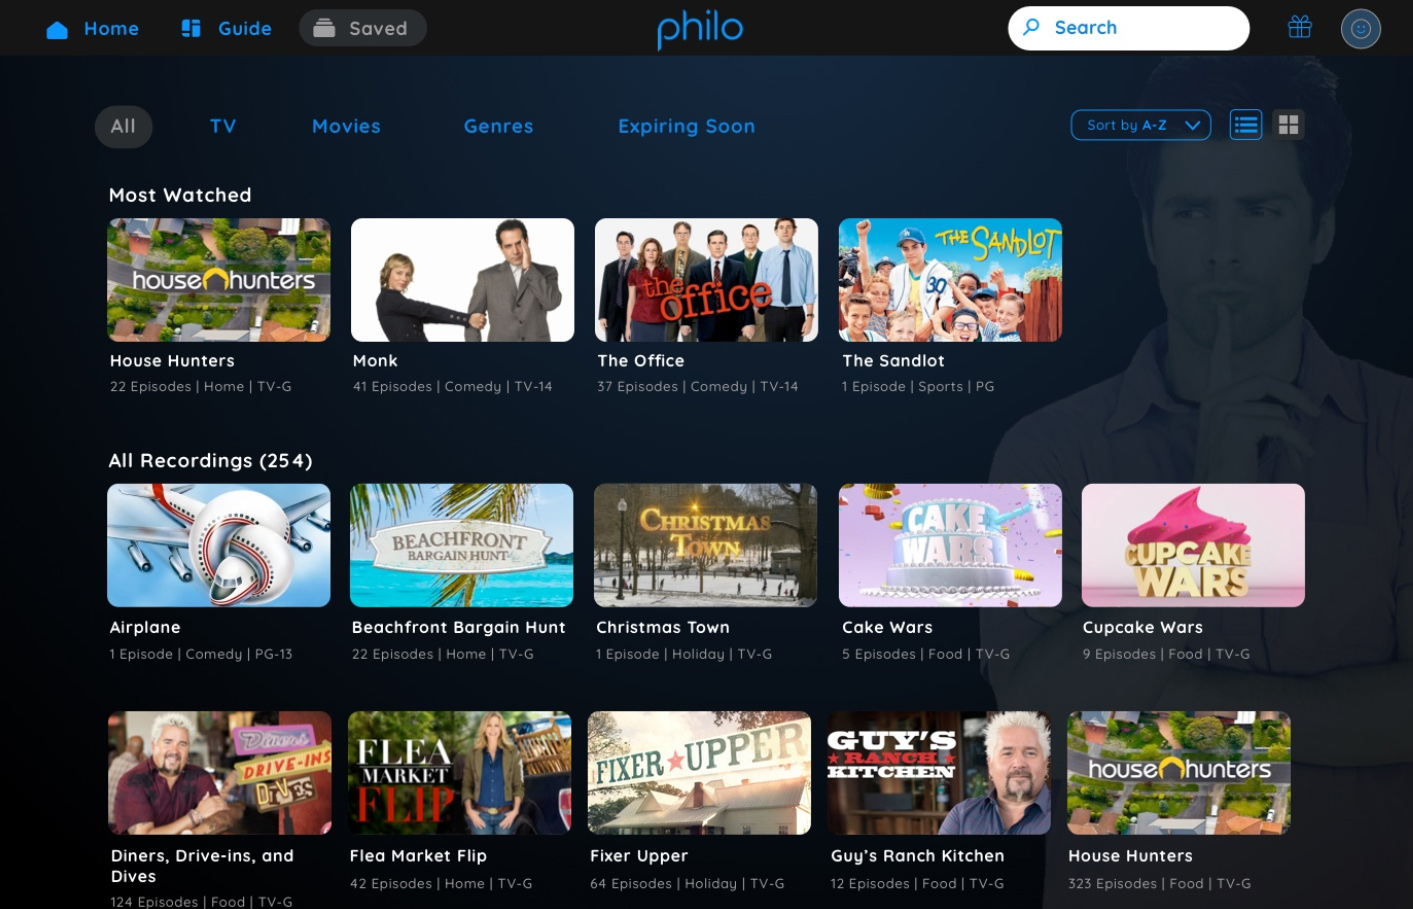 Home
Guide
Saved
philo
Search
All
TV
Movies
Genres
Expiring Soon
Sort by A-Z
Most Watched
house hunters
the office
THE SANDLOT
30
House Hunters
Monk
The Office
The Sandlot
22 Episodes | Home | TV-G
41 Episodes | Comedy | TV-14
37 Episodes | Comedy | TV-14
1 Episode | Sports | PG
All Recordings (254)
BEACHFRONT
BARGAIN HUNT
CHRISTMAS
TOWN
CAKE
WARS
CUPCAKE
WARS
Airplane
Beachfront Bargain Hunt
Christmas Town
Cake Wars
Cupcake Wars
1 Episode | Comedy | PG-13
22 Episodes | Home | TV-G
1 Episode | Holiday | TV-G
5 Episodes | Food | TV-G
9 Episodes | Food | TV-G
Diners
DRIVE-INS
DIVES
FLEA
MARKET
FLIP
FIXER UPPER
GUY'S
RANCH
KITCHEN
house hunters
Diners, Drive-ins, and
Dives
Flea Market Flip
Fixer Upper
Guy's Ranch Kitchen
House Hunters
124 Episodes | Food | TV-G
42 Episodes | Home | TV-G
64 Episodes | Holiday | TV-G
12 Episodes | Food | TV-G
323 Episodes | Food | TV-G